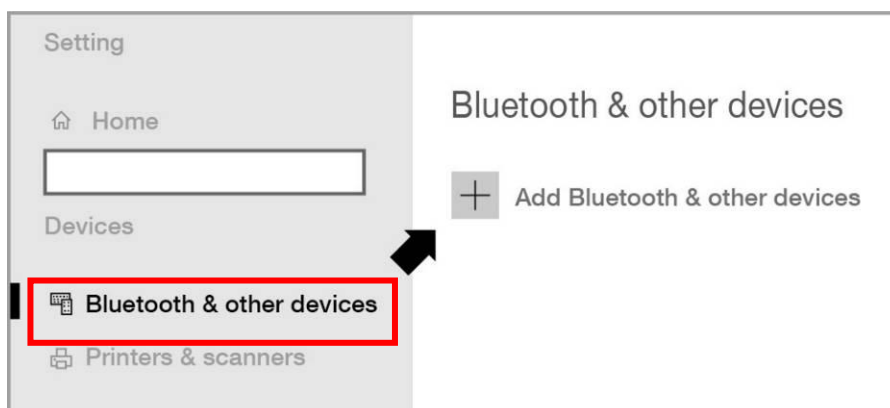 Setting
Home
Devices
Bluetooth & other devices
Printers & scanners
Bluetooth & other devices
Add Bluetooth & other devices